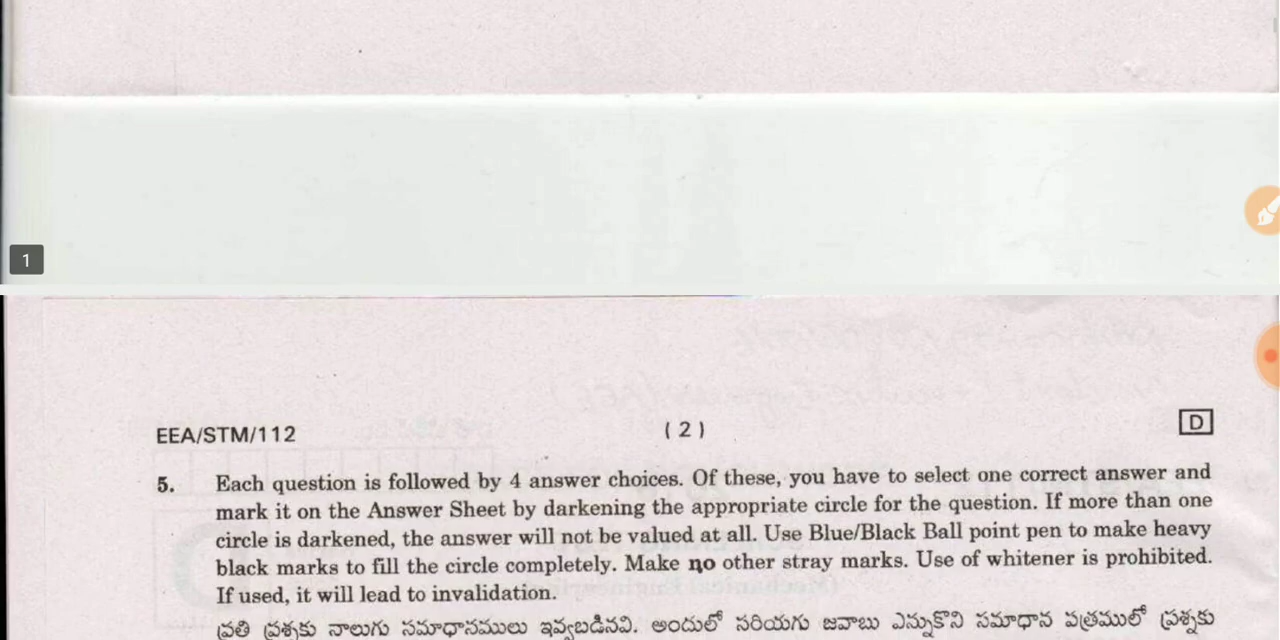 1
EEA/STM/112 ( 2 ) D
5. Each question is followed by 4 answer choices. Of these, you have to select one correct answer and
mark it on the Answer Sheet by darkening the appropriate circle for the question. If more than one
circle is darkened, the answer will not be valued at all. Use Blue/Black Ball point pen to make heavy
black marks to fill the circle completely. Make no other stray marks. Use of whitener is prohibited.
If used, it will lead to invalidation.
ప్రతి ప్రశ్నకు నాలుగు సమాధానములు ఇవ్వబడినవి. అందులో సరియగు జవాబు ఎన్నుకొని సమాధాన పత్రములో ప్రశ్నకు